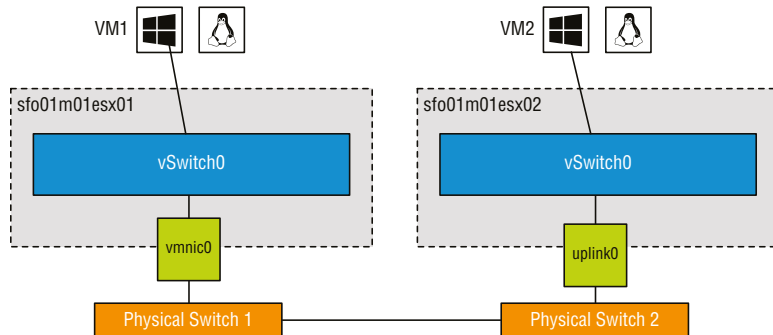 VM1
VM2
sfo01m01esx01
sfo01m01esx02
vSwitch0
vSwitch0
vmnic0
uplink0
Physical Switch 1
Physical Switch 2